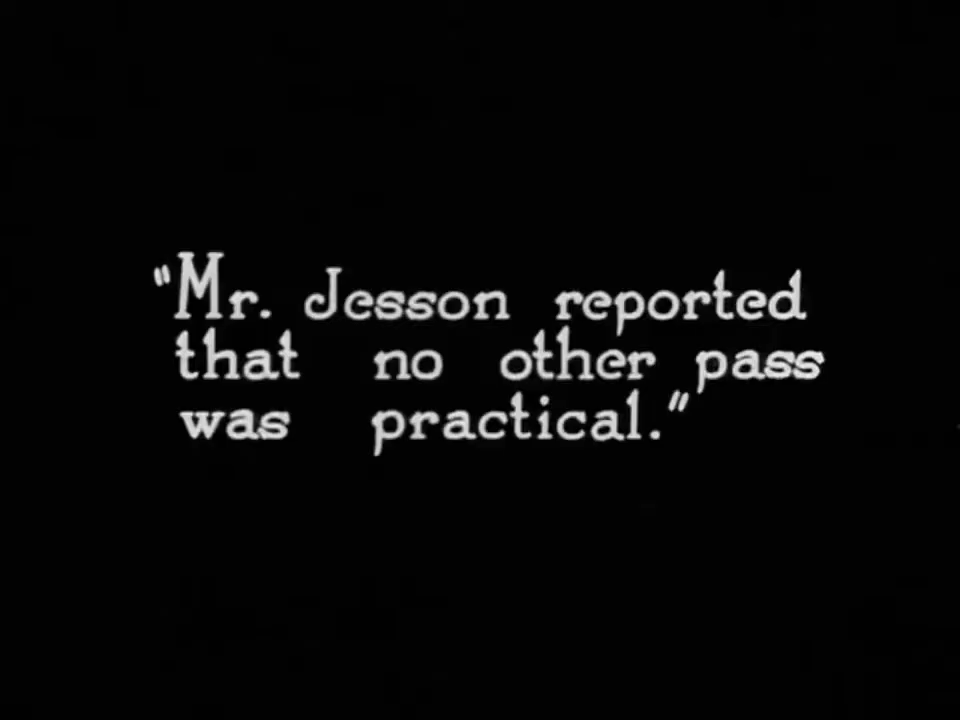 "Mr. Jesson reported
that no other pass
was practical."